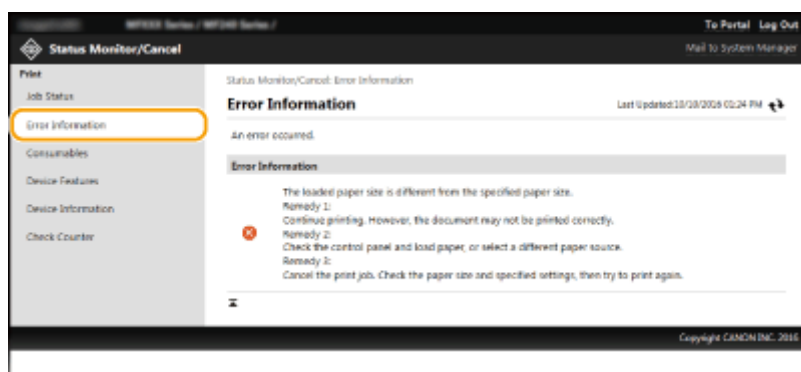 Series / MF240 Series /
To Portal Log Out
Status Monitor/Cancel
Mail to System Manager
Print
Job Status
Error Information
Consumables
Device Features
Device Information
Check Counter
Status Monitor/Cancel: Error Information
Error Information
Last Updated:10/10/2016 01:24 PM
An error occurred.
Error Information
The loaded paper size is different from the specified paper size.
Remedy 1:
Continue printing. However, the document may not be printed correctly.
Remedy 2:
Check the control panel and load paper, or select a different paper source.
Remedy 3:
Cancel the print job. Check the paper size and specified settings, then try to print again.
Copyright CANON INC. 2016